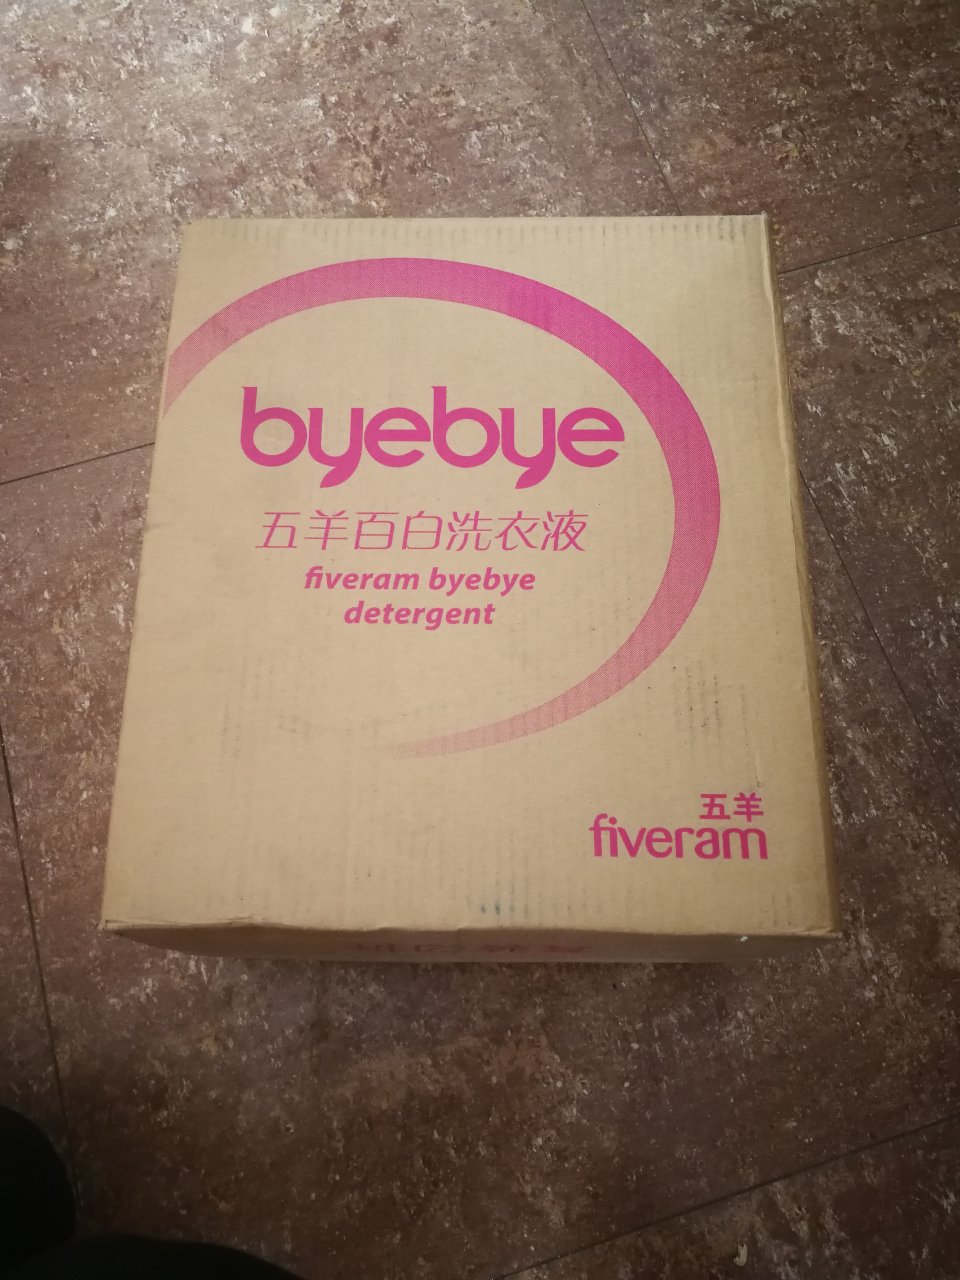 byebye
五羊百白洗衣液
fiveram byebye
detergent
五羊
fiveram